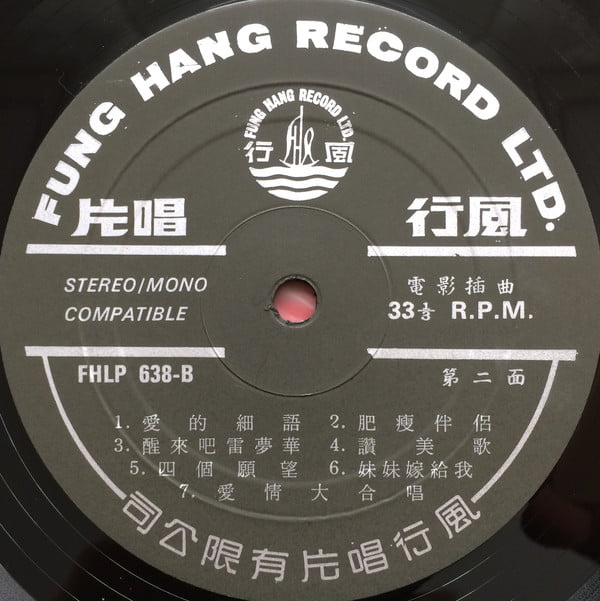 FUNG HANG RECORD LTD.
FUNG HANG RECORD LTD.
行 FHR 風
片唱 行風
STEREO/MONO
COMPATIBLE
電影插曲
33 1/3 R.P.M.
FHLP 638-B
第二面
1. 愛的細語 2. 肥瘦伴侶
3. 醒來吧雷夢華 4. 讚美歌
5. 四個願望 6. 妹妹嫁給我
7. 愛情大合唱
司公限有片唱行風